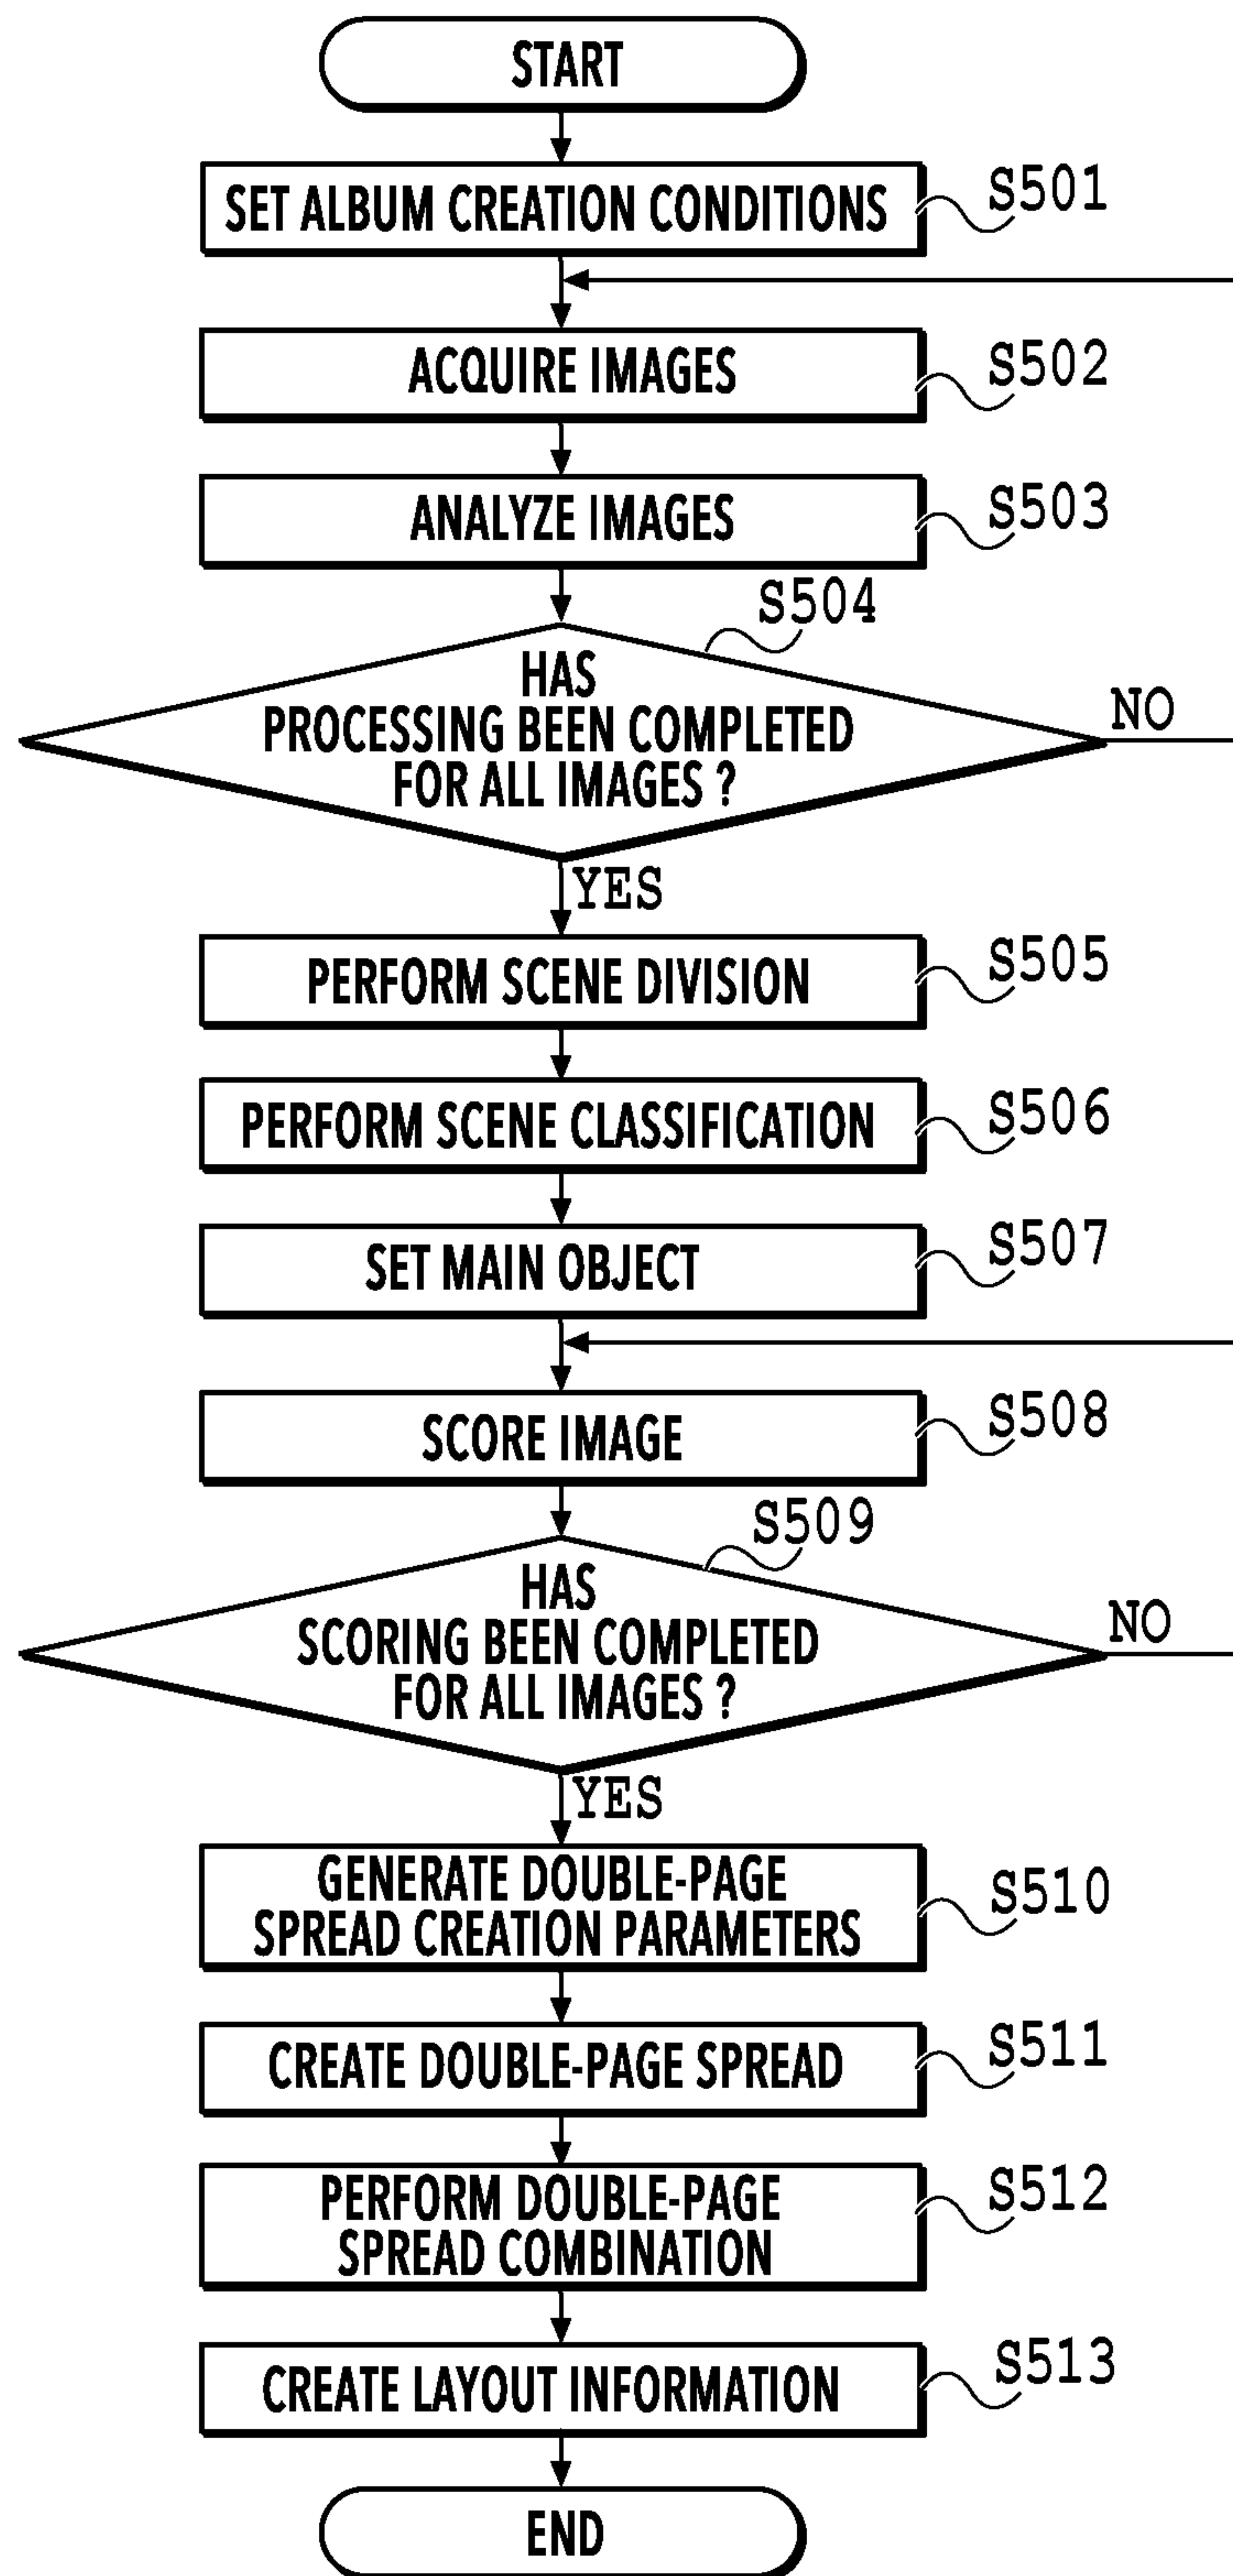 START
SET ALBUM CREATION CONDITIONS
S501
ACQUIRE IMAGES
S502
ANALYZE IMAGES
S503
S504
HAS
PROCESSING BEEN COMPLETED
FOR ALL IMAGES ?
NO
YES
PERFORM SCENE DIVISION
S505
PERFORM SCENE CLASSIFICATION
S506
SET MAIN OBJECT
S507
SCORE IMAGE
S508
S509
HAS
SCORING BEEN COMPLETED
FOR ALL IMAGES ?
NO
YES
GENERATE DOUBLE-PAGE
SPREAD CREATION PARAMETERS
S510
CREATE DOUBLE-PAGE SPREAD
S511
PERFORM DOUBLE-PAGE
SPREAD COMBINATION
S512
CREATE LAYOUT INFORMATION
S513
END